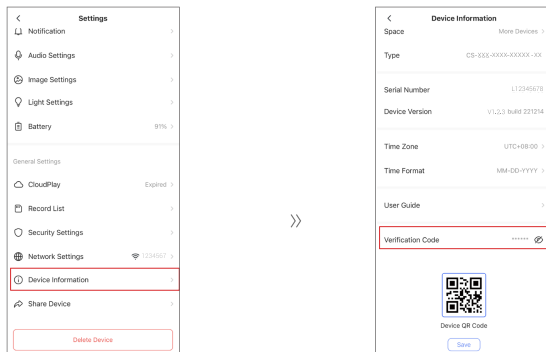 Settings
Notification
Audio Settings
Image Settings
Light Settings
Battery 91%
General Settings
CloudPlay Expired
Record List
Security Settings
Network Settings 1234567
Device Information
Share Device
Delete Device
Device Information
Space More Devices
Type CS-XXX-XXXX-XXXXX-XX
Serial Number L12345678
Device Version V1.2.3 build 221214
Time Zone UTC+08:00
Time Format MM-DD-YYYY
User Guide
Verification Code ******
Device QR Code
Save